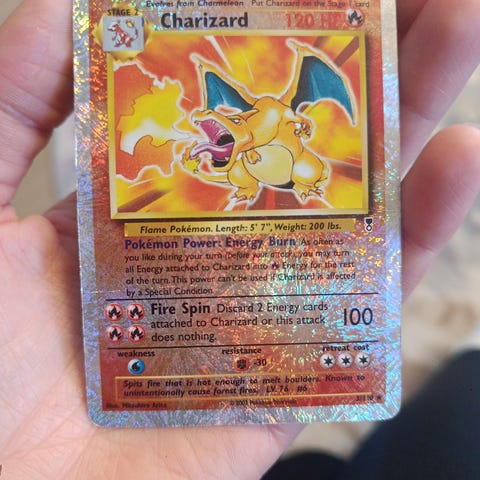 Evolves from Charmeleon Put Charizard on the Stage 1 card
STAGE 2
Charizard 120 HP
Flame Pokémon. Length: 5' 7", Weight: 200 lbs.
Pokémon Power: Energy Burn As often as
you like during your turn (before your attack), you may turn
all Energy attached to Charizard into Energy for the rest
of the turn. This power can't be used if Charizard is affected
by a Special Condition.
Fire Spin Discard 2 Energy cards
attached to Charizard or this attack
does nothing.
100
weakness resistance retreat cost
-30
Spits fire that is hot enough to melt boulders. Known to
unintentionally cause forest fires. LV. 76 #6
Illus. Mitsuhiro Arita
3/110